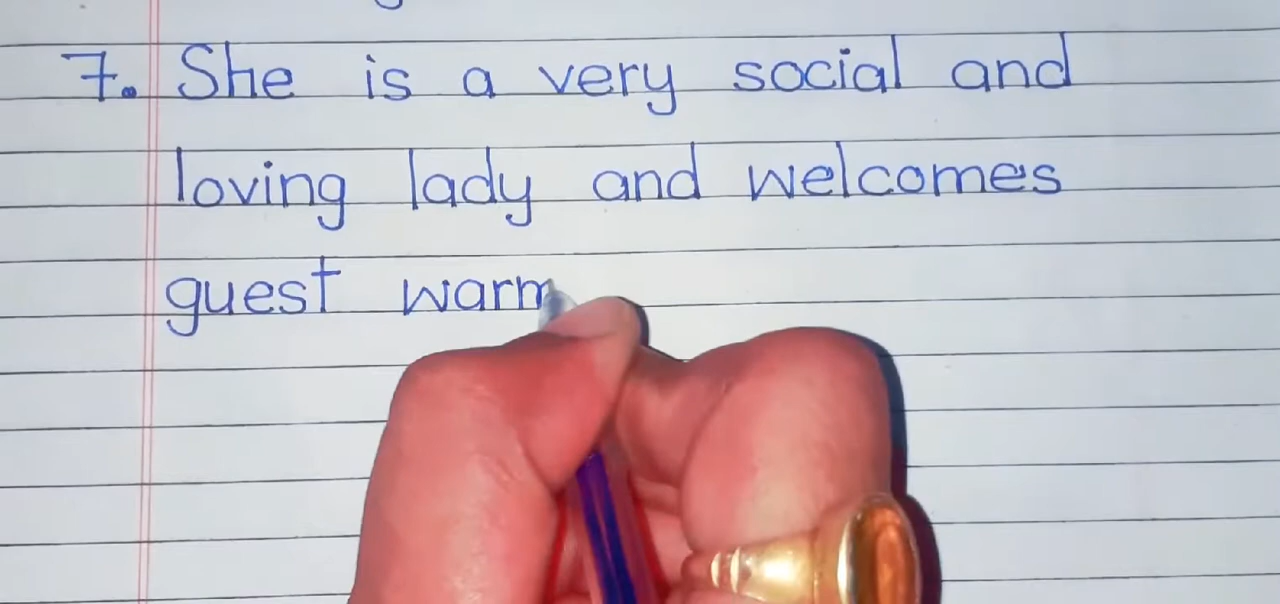 7. She is a very social and
loving lady and welcomes
guest warm